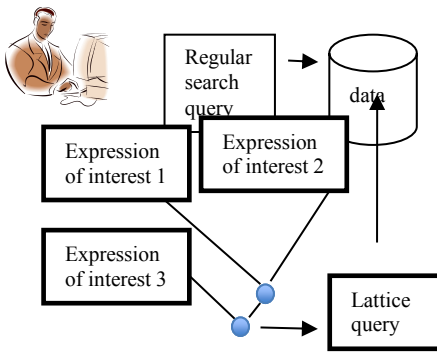 Regular
search
query
data
Expression
of interest 1
Expression
of interest 2
Expression
of interest 3
Lattice
query